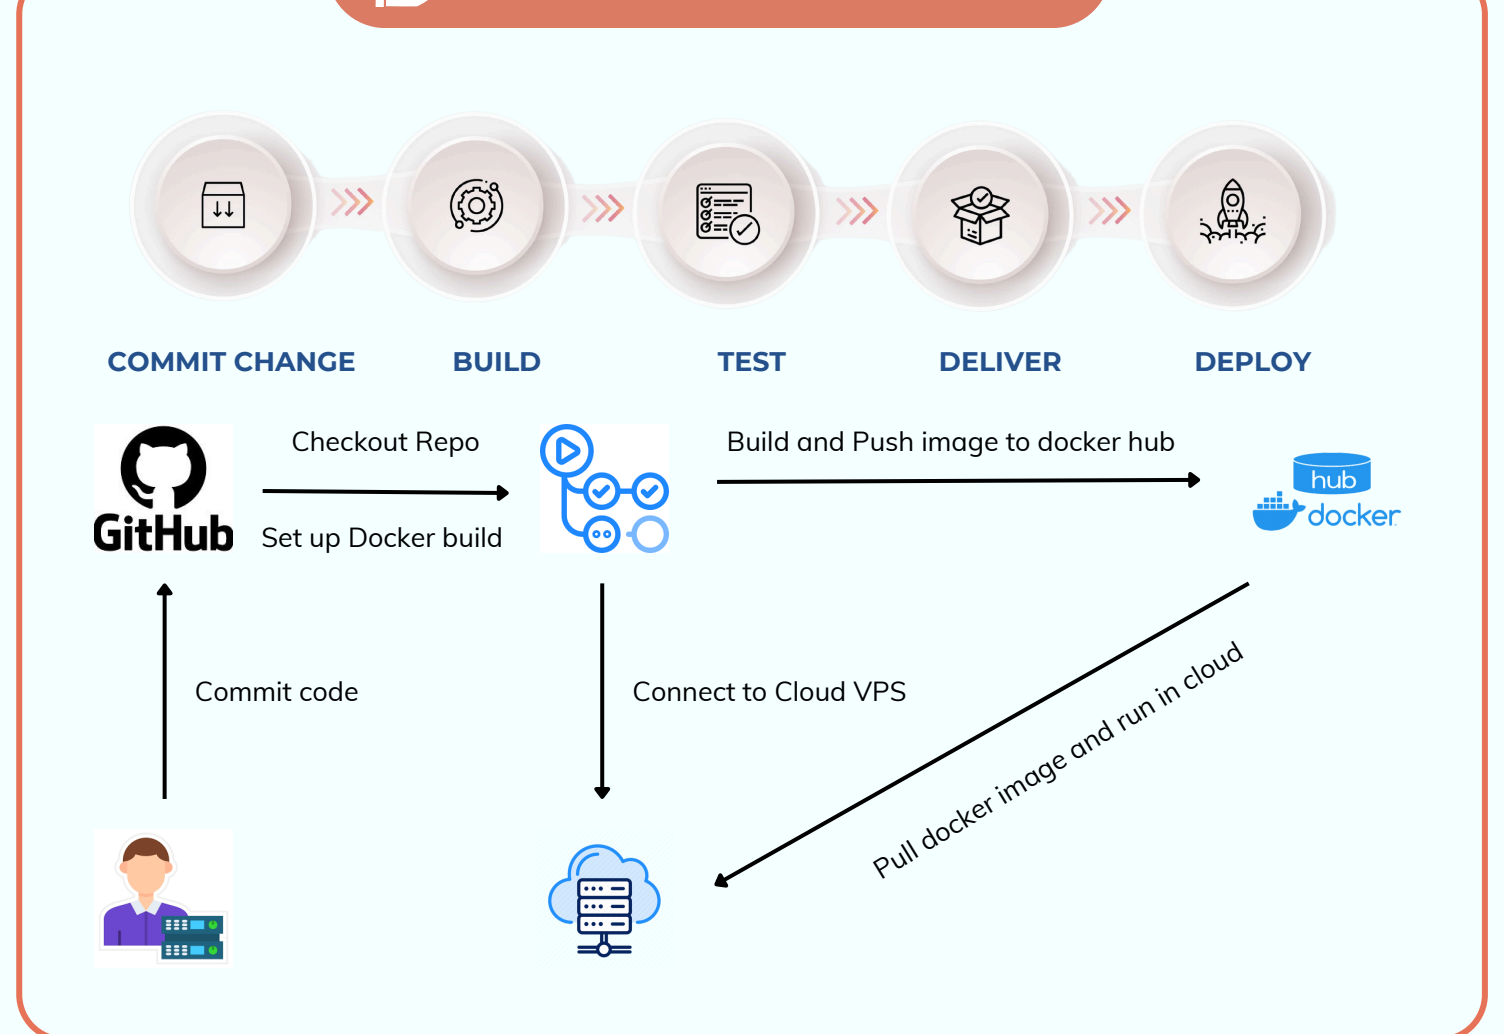 COMMIT CHANGE
BUILD
TEST
DELIVER
DEPLOY
GitHub
Checkout Repo
Set up Docker build
Build and Push image to docker hub
hub
docker
Commit code
Connect to Cloud VPS
Pull docker image and run in cloud